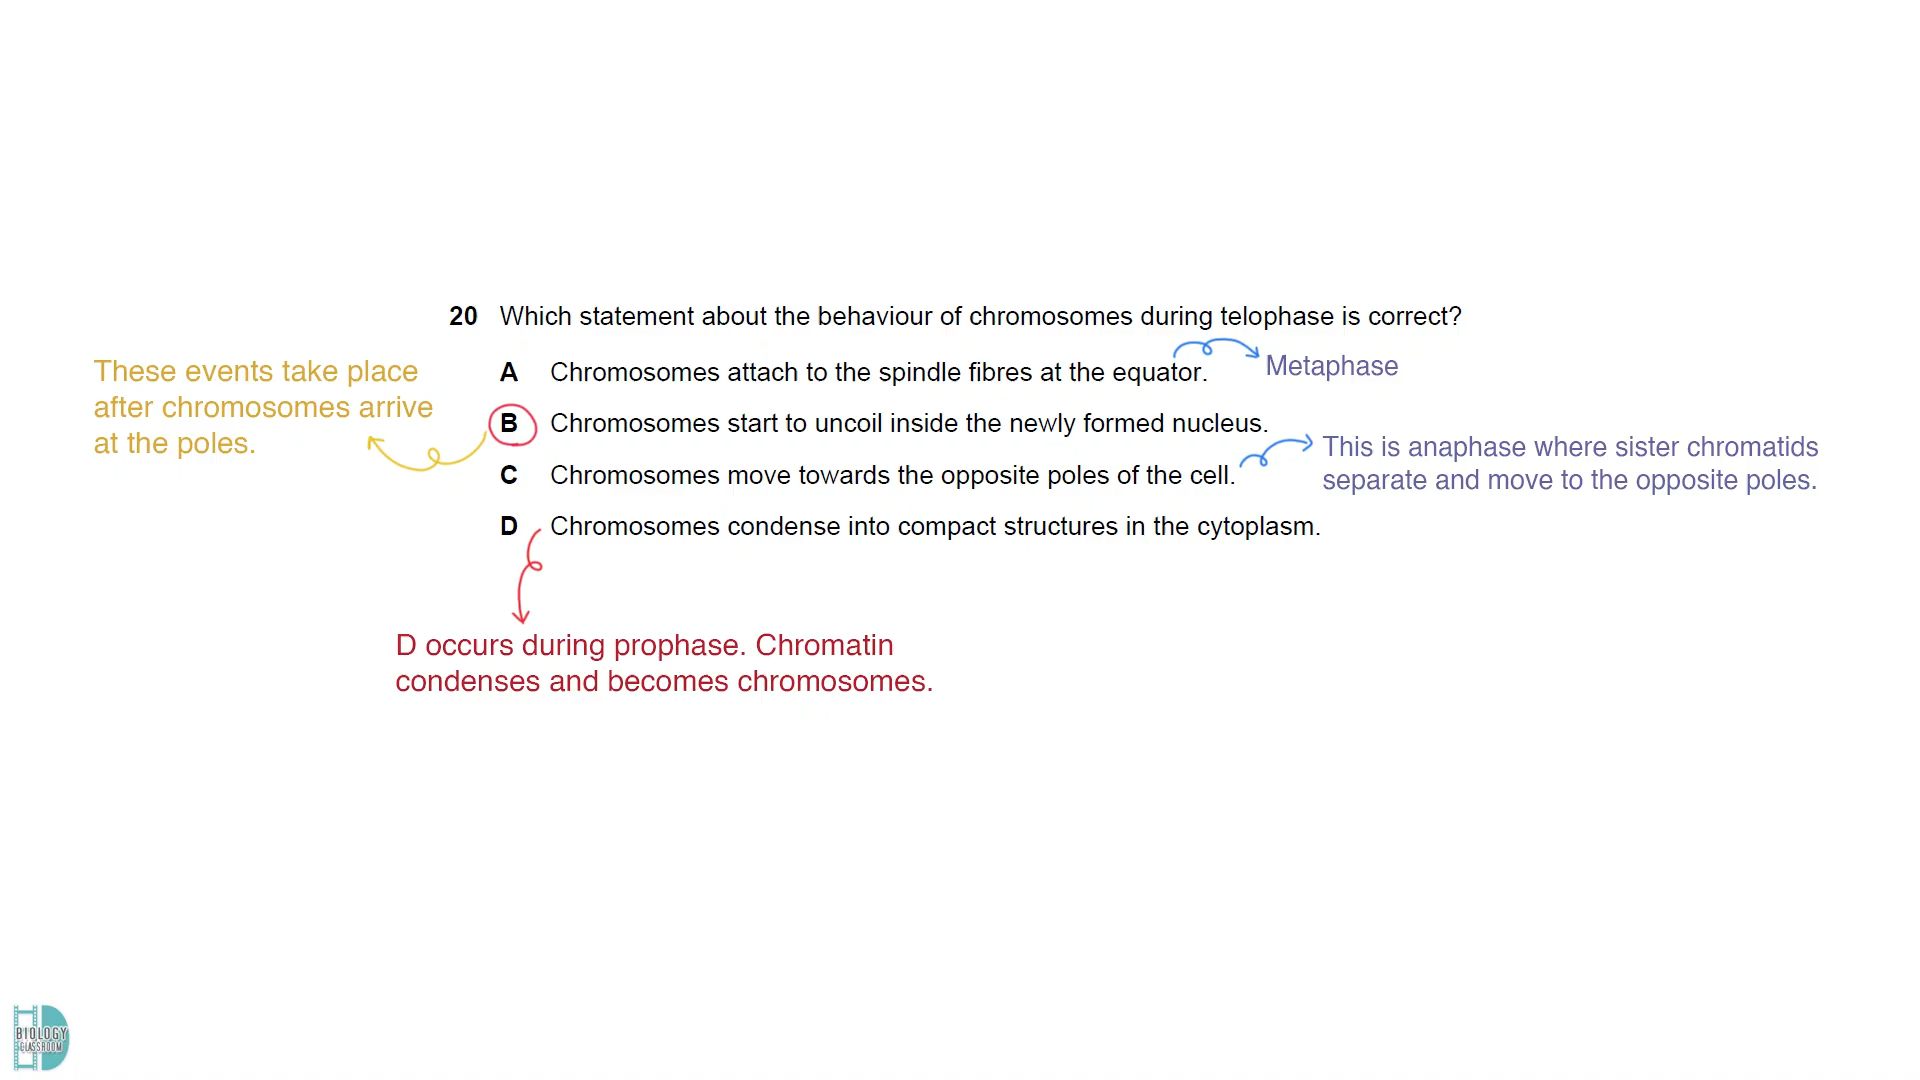 20 Which statement about the behaviour of chromosomes during telophase is correct?
A Chromosomes attach to the spindle fibres at the equator.
Metaphase
B Chromosomes start to uncoil inside the newly formed nucleus.
These events take place
after chromosomes arrive
at the poles.
C Chromosomes move towards the opposite poles of the cell.
This is anaphase where sister chromatids
separate and move to the opposite poles.
D Chromosomes condense into compact structures in the cytoplasm.
D occurs during prophase. Chromatin
condenses and becomes chromosomes.
BIOLOGY
CLASSROOM